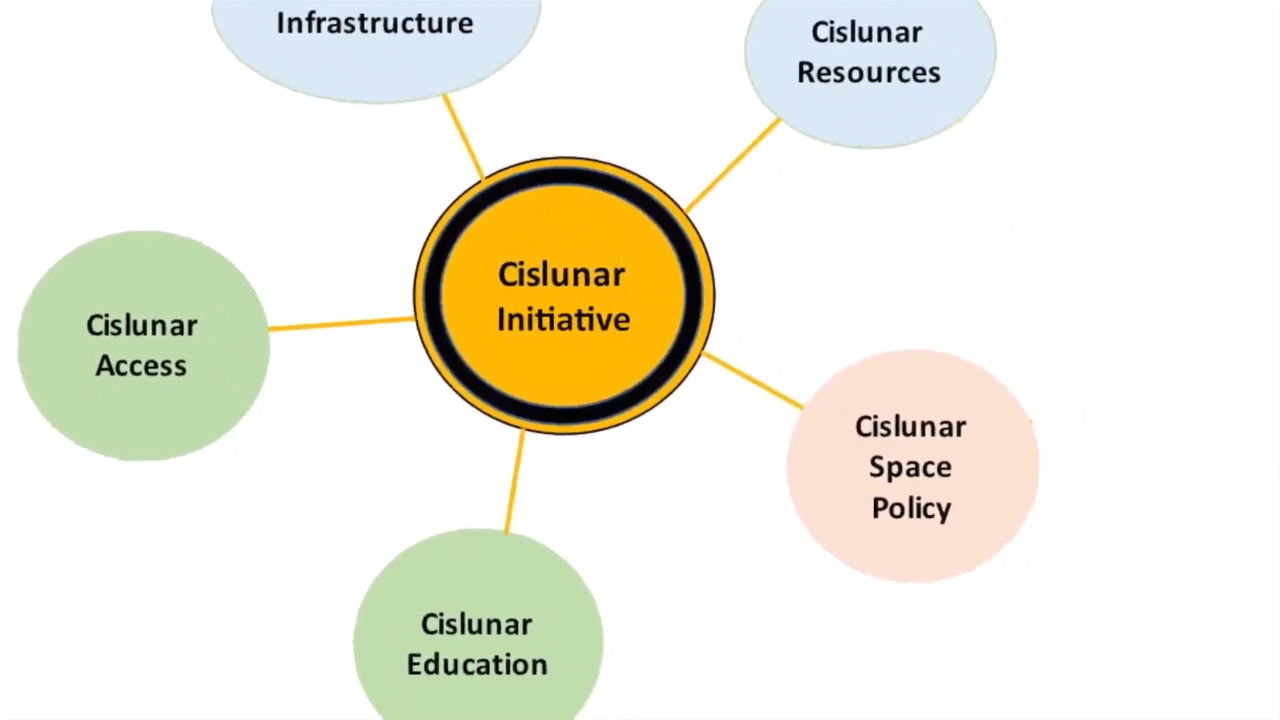 Infrastructure
Cislunar
Resources
Cislunar
Initiative
Cislunar
Access
Cislunar
Space
Policy
Cislunar
Education